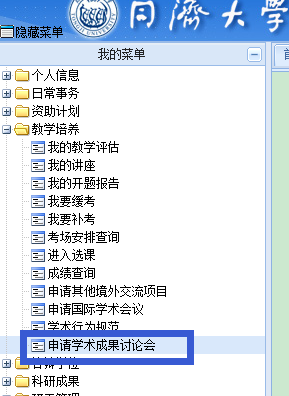 同濟大學
隐藏菜单
我的菜单
个人信息
日常事务
资助计划
教学培养
我的教学评估
我的讲座
我的开题报告
我要缓考
我要补考
考场安排查询
进入选课
成绩查询
申请其他境外交流项目
申请国际学术会议
学术行为规范
申请学术成果讨论会
答辩学位
科研成果